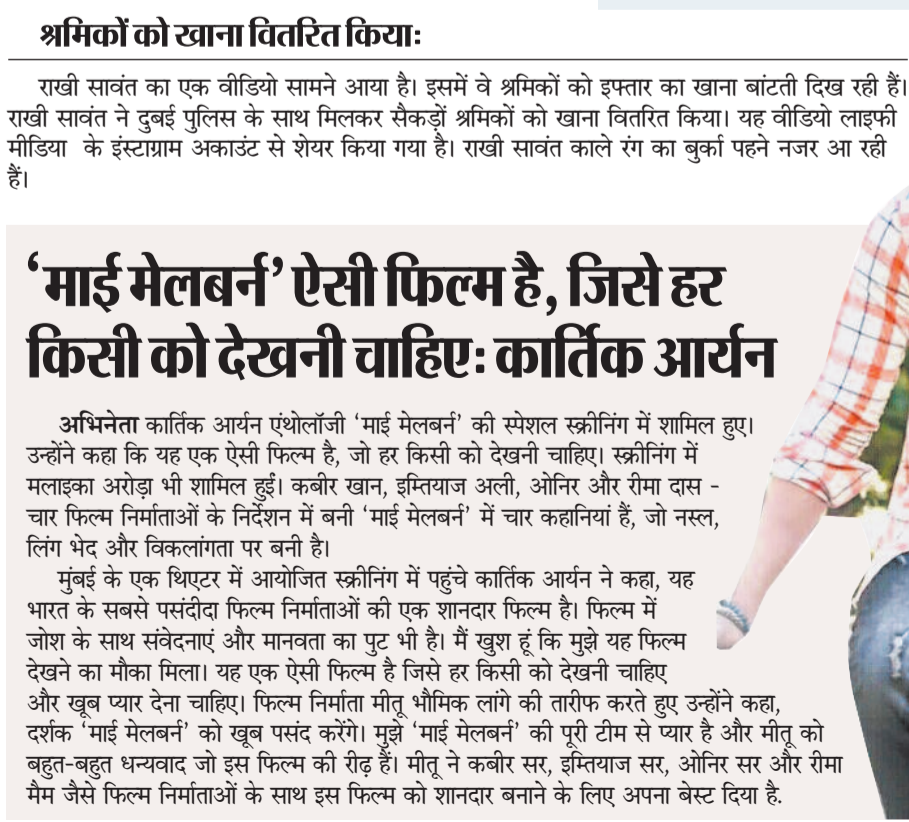 श्रमिकों को खाना वितरित कियाः
राखी सावंत का एक वीडियो सामने आया है। इसमें वे श्रमिकों को इफ्तार का खाना बांटती दिख रही हैं।
राखी सावंत ने दुबई पुलिस के साथ मिलकर सैकड़ों श्रमिकों को खाना वितरित किया। यह वीडियो लाइफी
मीडिया के इंस्टाग्राम अकाउंट से शेयर किया गया है। राखी सावंत काले रंग का बुर्का पहने नजर आ रही
हैं।
‘माई मेलबर्न’ ऐसी फिल्म है, जिसे हर
किसी को देखनी चाहिएः कार्तिक आर्यन
अभिनेता कार्तिक आर्यन एंथोलॉजी ‘माई मेलबर्न’ की स्पेशल स्क्रीनिंग में शामिल हुए।
उन्होंने कहा कि यह एक ऐसी फिल्म है, जो हर किसी को देखनी चाहिए। स्क्रीनिंग में
मलाइका अरोड़ा भी शामिल हुईं। कबीर खान, इम्तियाज अली, ओनिर और रीमा दास -
चार फिल्म निर्माताओं के निर्देशन में बनी ‘माई मेलबर्न’ में चार कहानियां हैं, जो नस्ल,
लिंग भेद और विकलांगता पर बनी है।
मुंबई के एक थिएटर में आयोजित स्क्रीनिंग में पहुंचे कार्तिक आर्यन ने कहा, यह
भारत के सबसे पसंदीदा फिल्म निर्माताओं की एक शानदार फिल्म है। फिल्म में
जोश के साथ संवेदनाएं और मानवता का पुट भी है। मैं खुश हूं कि मुझे यह फिल्म
देखने का मौका मिला। यह एक ऐसी फिल्म है जिसे हर किसी को देखनी चाहिए
और खूब प्यार देना चाहिए। फिल्म निर्माता मीतू भौमिक लांगे की तारीफ करते हुए उन्होंने कहा,
दर्शक ‘माई मेलबर्न’ को खूब पसंद करेंगे। मुझे ‘माई मेलबर्न’ की पूरी टीम से प्यार है और मीतू को
बहुत-बहुत धन्यवाद जो इस फिल्म की रीढ़ हैं। मीतू ने कबीर सर, इम्तियाज सर, ओनिर सर और रीमा
मैम जैसे फिल्म निर्माताओं के साथ इस फिल्म को शानदार बनाने के लिए अपना बेस्ट दिया है.